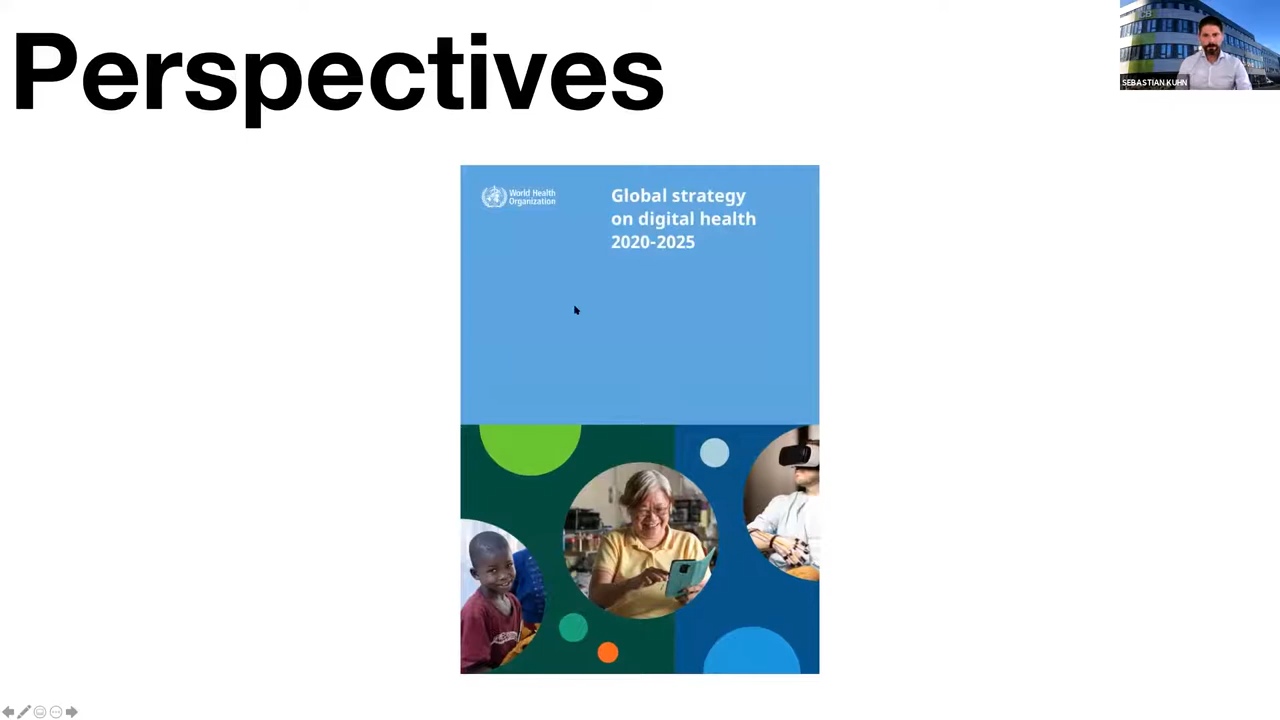 Perspectives
SEBASTIAN KUHN
World Health
Organization
Global strategy
on digital health
2020-2025